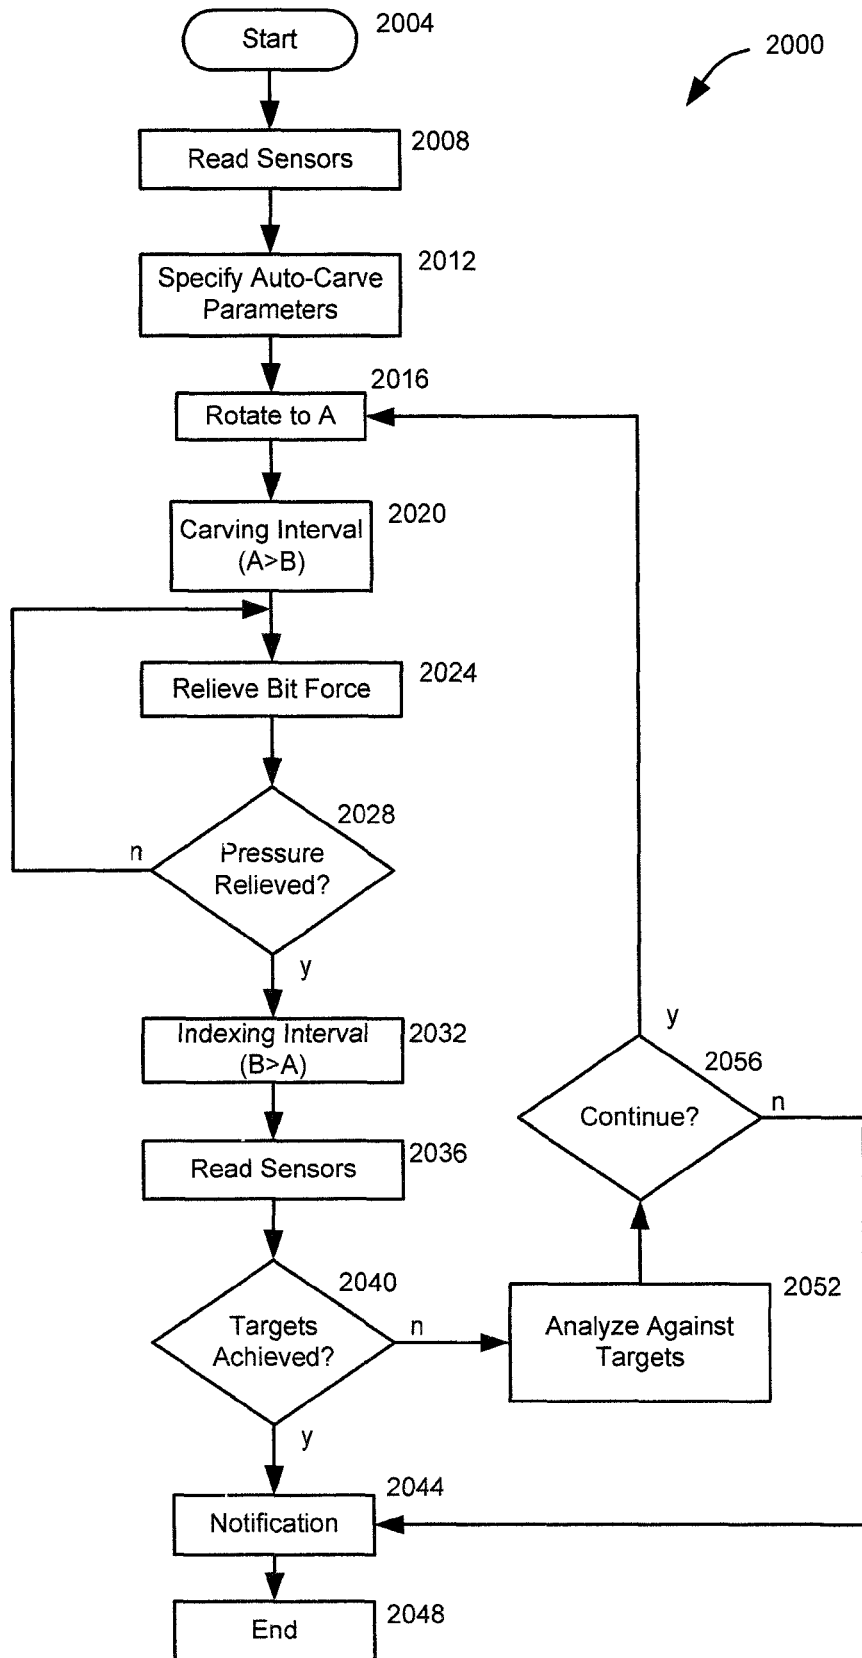 Start
2004
2000
Read Sensors
2008
Specify Auto-Carve
Parameters
2012
Rotate to A
2016
Carving Interval
(A>B)
2020
Relieve Bit Force
2024
Pressure
Relieved?
2028
n
y
Indexing Interval
(B>A)
2032
Read Sensors
2036
Targets
Achieved?
2040
n
y
Analyze Against
Targets
2052
Continue?
2056
y
n
Notification
2044
End
2048